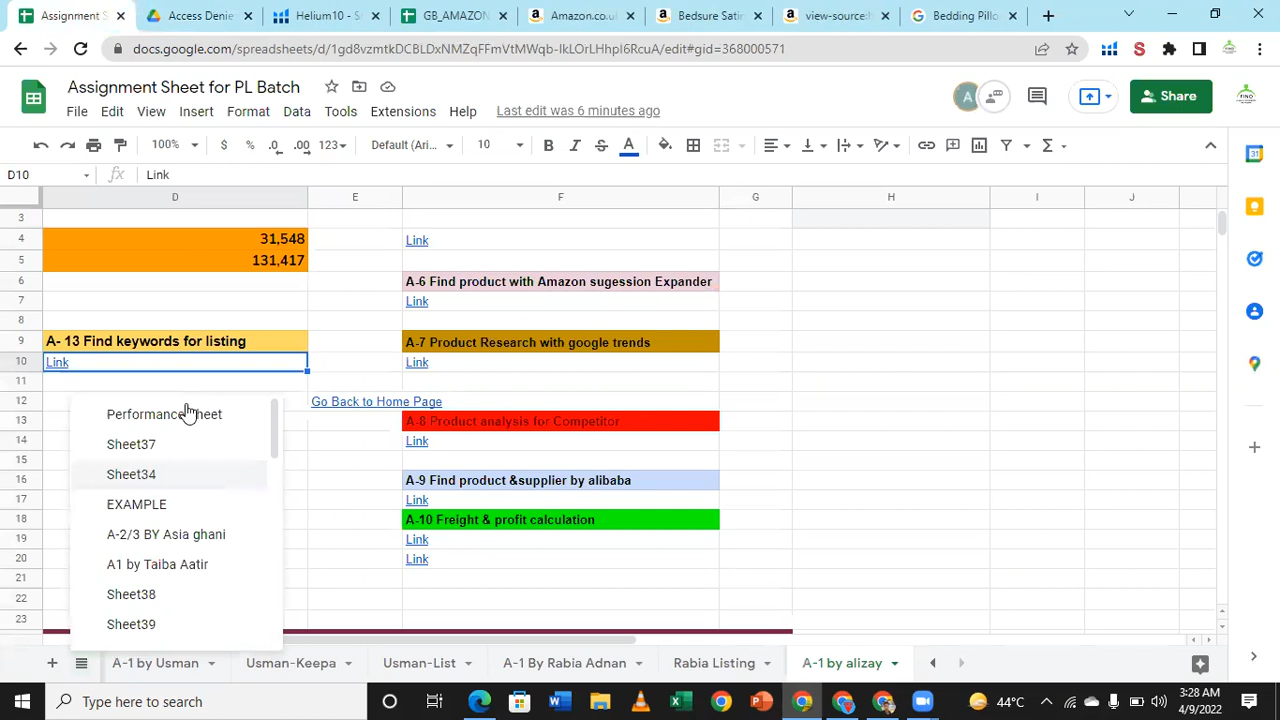 Assignment Sheet
Access Denie
Helium10 - S
GB_AMAZON
Amazon.co.u
Bedsure Satin
view-source:h
Bedding Pillo
docs.google.com/spreadsheets/d/1gd8vzmtkDCBLDxNMZqFFmVtMWqb-IkLOrLHhpl6RcuA/edit#gid=368000571
Assignment Sheet for PL Batch
File Edit View Insert Format Data Tools Extensions Help Last edit was 6 minutes ago
A
Share
100% $ % .0 .00 123 Default (Ari... 10 B I S A
D10 fx Link
D E F G H I J
3
4 31,548 Link
5 131,417
6 A-6 Find product with Amazon sugession Expander
7 Link
8
9 A- 13 Find keywords for listing A-7 Product Research with google trends
10 Link Link
11
12 Go Back to Home Page
13 A-8 Product analysis for Competitor
14 Link
15
16 A-9 Find product &supplier by alibaba
17 Link
18 A-10 Freight & profit calculation
19 Link
20 Link
21
22
23
Performance Sheet
Sheet37
Sheet34
EXAMPLE
A-2/3 BY Asia ghani
A1 by Taiba Aatir
Sheet38
Sheet39
A-1 by Usman Usman-Keepa Usman-List A-1 By Rabia Adnan Rabia Listing A-1 by alizay
Type here to search
44°C
3:28 AM
4/9/2022